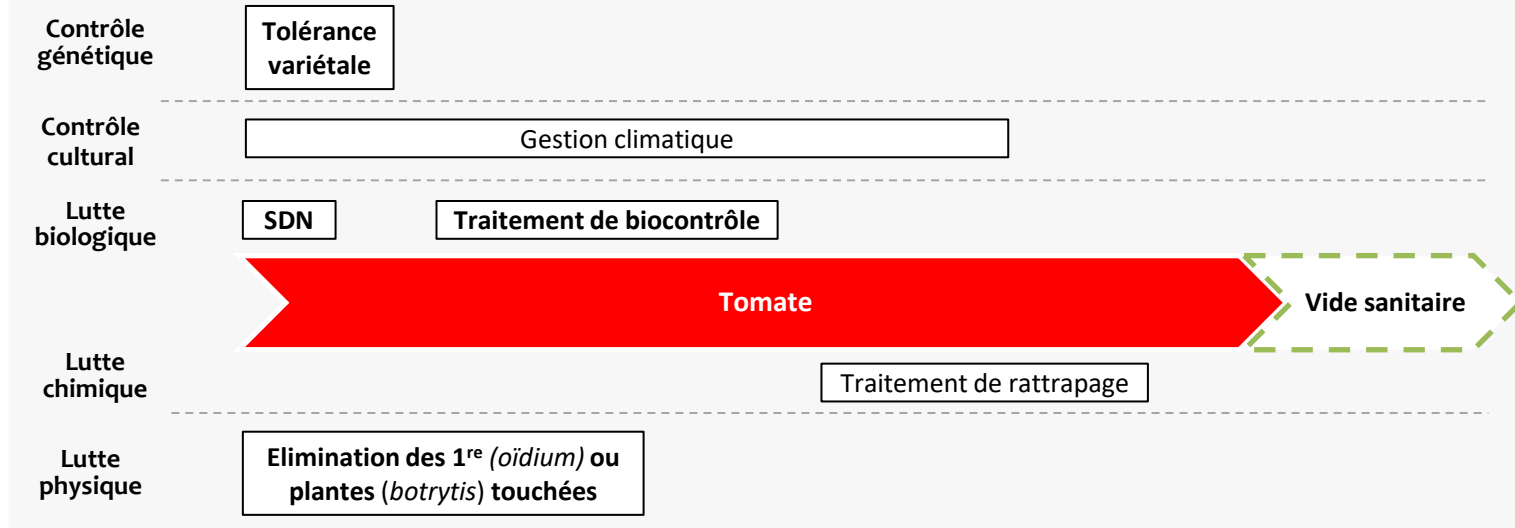 Contrôle
génétique
Tolérance
variétale
Contrôle
cultural
Gestion climatique
Lutte
biologique
SDN
Traitement de biocontrôle
Tomate
Vide sanitaire
Lutte
chimique
Traitement de rattrapage
Lutte
physique
Elimination des 1re (oïdium) ou
plantes (botrytis) touchées